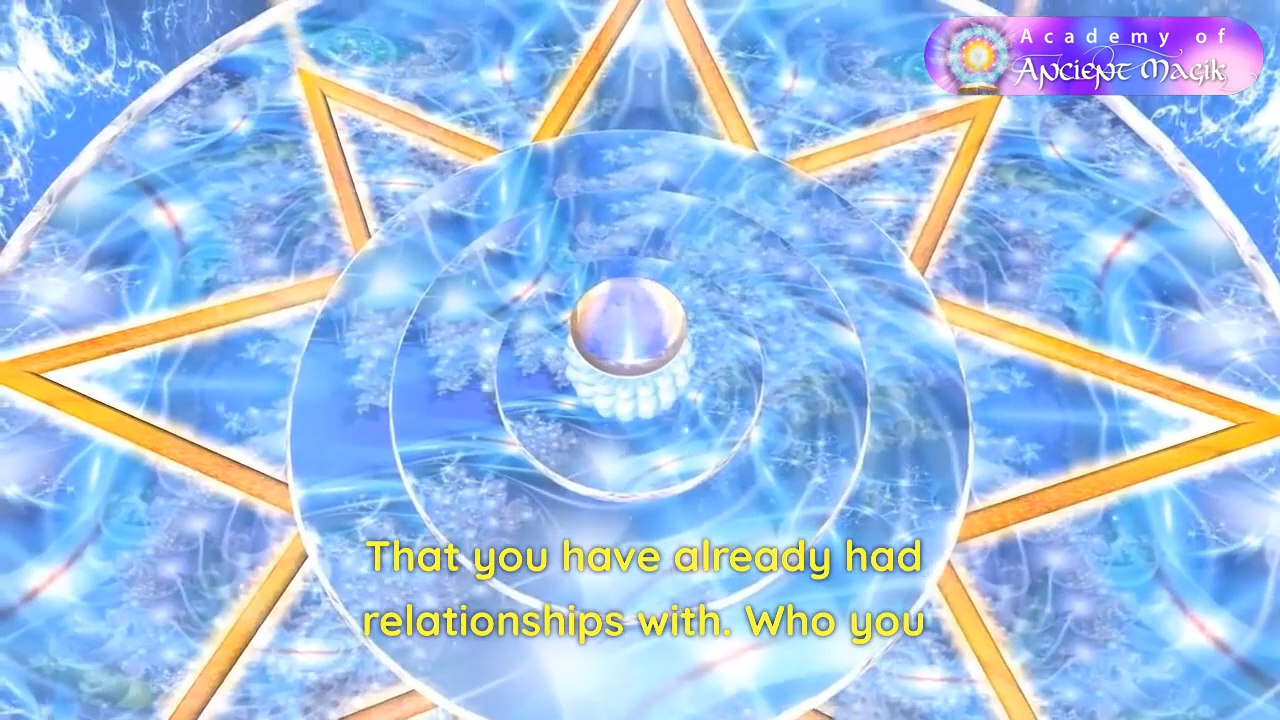 Academy of
Ancient Magik
That you have already had
relationships with. Who you